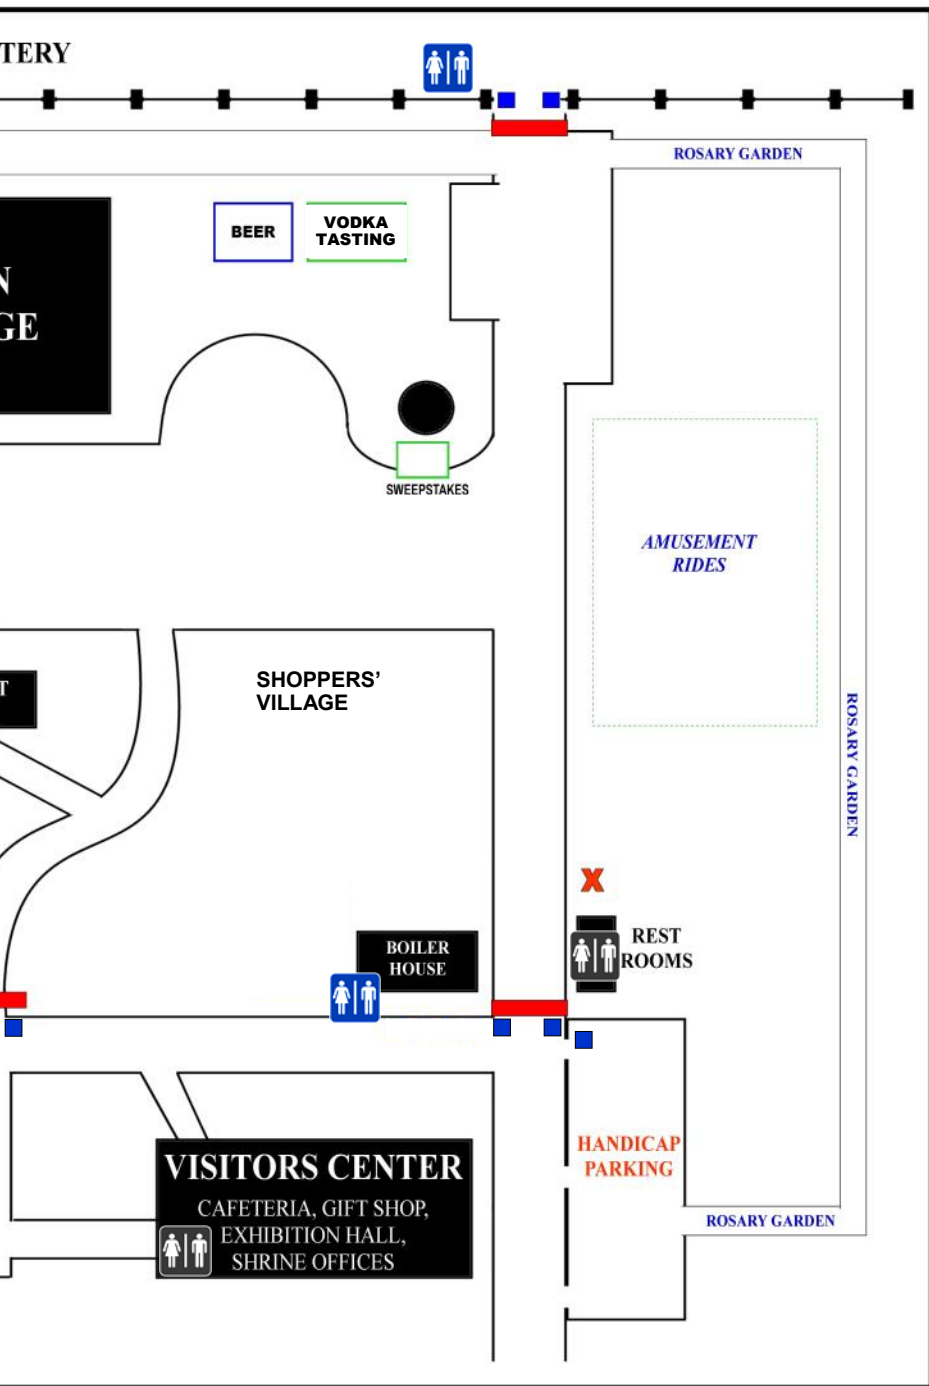 TERY
ROSARY GARDEN
BEER
VODKA
TASTING
N
GE
SWEEPSTAKES
AMUSEMENT
RIDES
SHOPPERS’
VILLAGE
T
ROSARY GARDEN
X
BOILER
HOUSE
REST
ROOMS
HANDICAP
PARKING
VISITORS CENTER
CAFETERIA, GIFT SHOP,
EXHIBITION HALL,
SHRINE OFFICES
ROSARY GARDEN